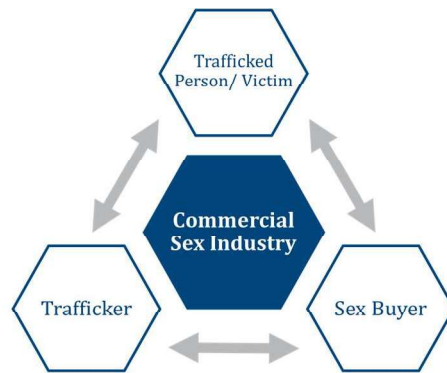 Trafficked
Person/ Victim
Commercial
Sex Industry
Trafficker
Sex Buyer